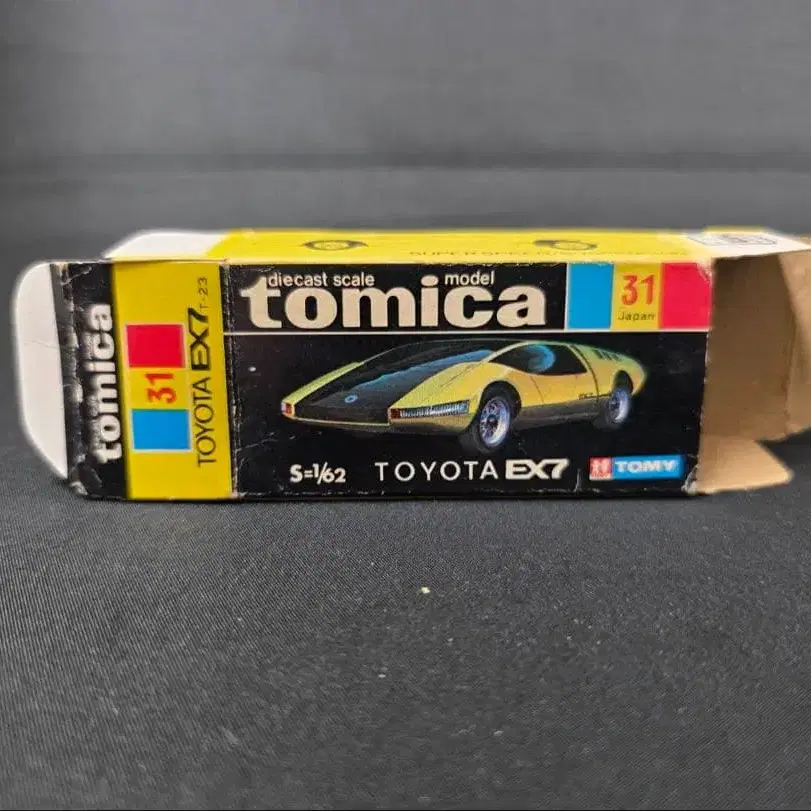 diecast scale model
tomica
31
Japan
S=1/62 TOYOTA EX7
TOMY
tomica
31
TOYOTA EX7 T-23